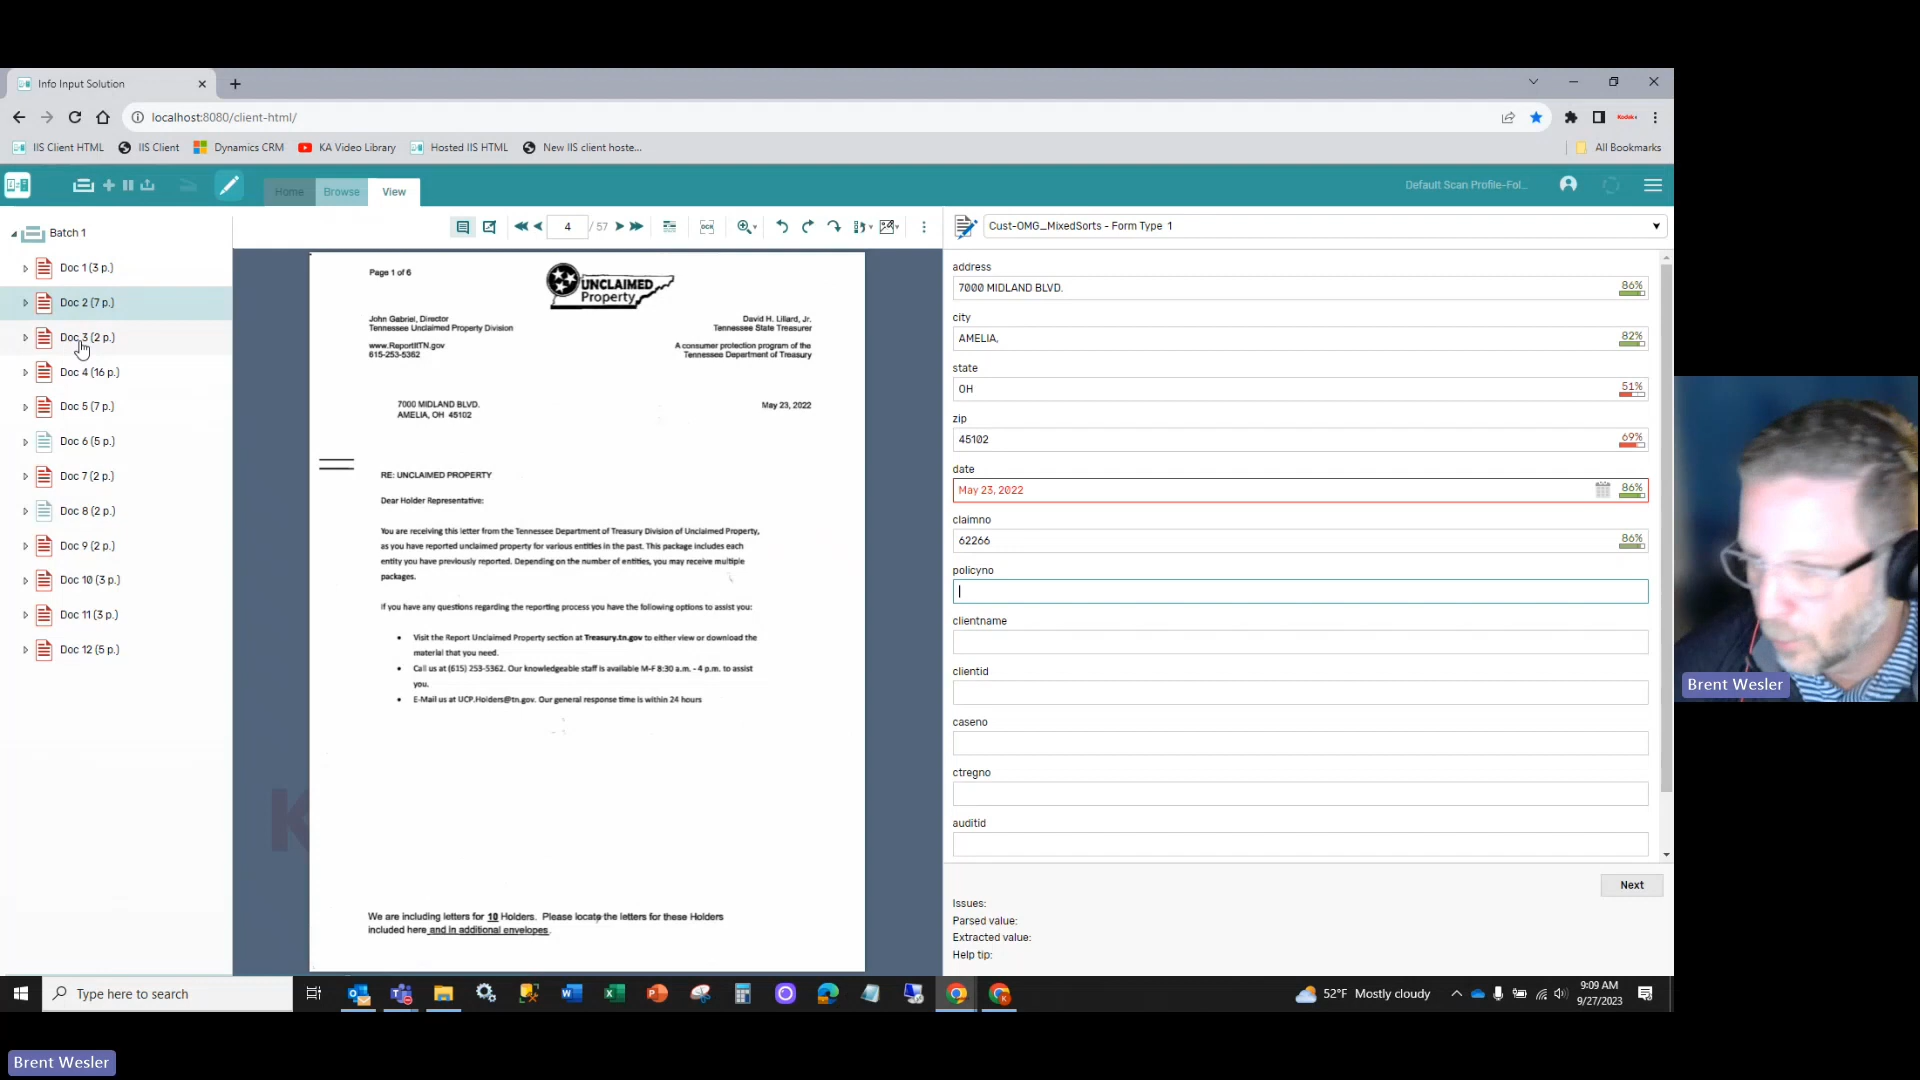 Info Input Solution
localhost:8080/client-html/
Kodak
IIS Client HTML
IIS Client
Dynamics CRM
KA Video Library
Hosted IIS HTML
New IIS client hoste...
All Bookmarks
Home
Browse
View
Default Scan Profile-Fol...
Batch 1
Doc 1 (3 p.)
Doc 2 (7 p.)
Doc 3 (2 p.)
Doc 4 (16 p.)
Doc 5 (7 p.)
Doc 6 (5 p.)
Doc 7 (2 p.)
Doc 8 (2 p.)
Doc 9 (2 p.)
Doc 10 (3 p.)
Doc 11 (3 p.)
Doc 12 (5 p.)
4 / 57
OCR
Page 1 of 6
UNCLAIMED
Property
John Gabriel, Director
Tennessee Unclaimed Property Division
www.ReportItTN.gov
615-253-5362
David H. Lillard, Jr.
Tennessee State Treasurer
A consumer protection program of the
Tennessee Department of Treasury
7000 MIDLAND BLVD.
AMELIA, OH 45102
May 23, 2022
RE: UNCLAIMED PROPERTY
Dear Holder Representative:
You are receiving this letter from the Tennessee Department of Treasury Division of Unclaimed Property,
as you have reported unclaimed property for various entities in the past. This package includes each
entity you have previously reported. Depending on the number of entities, you may receive multiple
packages.
If you have any questions regarding the reporting process you have the following options to assist you:
• Visit the Report Unclaimed Property section at Treasury.tn.gov to either view or download the
material that you need.
• Call us at (615) 253-5362. Our knowledgeable staff is available M-F 8:30 a.m. - 4 p.m. to assist
you.
• E-Mail us at UCP.Holders@tn.gov. Our general response time is within 24 hours
We are including letters for 10 Holders. Please locate the letters for these Holders
included here and in additional envelopes.
K
Cust-OMG_MixedSorts - Form Type 1
address
7000 MIDLAND BLVD.
86%
city
AMELIA,
82%
state
OH
51%
zip
45102
69%
date
May 23, 2022
86%
claimno
62266
86%
policyno
clientname
clientid
caseno
ctregno
auditid
Next
Issues:
Parsed value:
Extracted value:
Help tip:
Type here to search
52°F Mostly cloudy
9:09 AM
9/27/2023
Brent Wesler
Brent Wesler